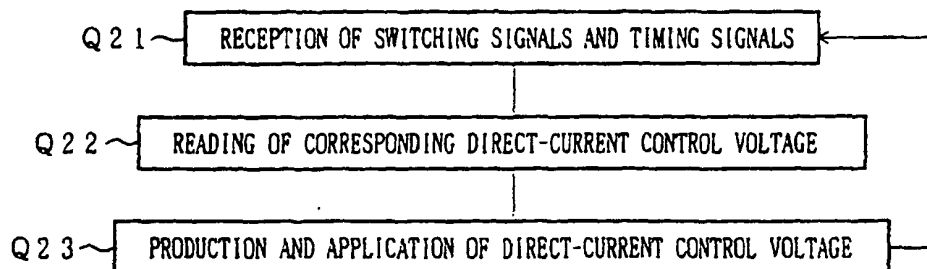 Q21 RECEPTION OF SWITCHING SIGNALS AND TIMING SIGNALS
Q22 READING OF CORRESPONDING DIRECT-CURRENT CONTROL VOLTAGE
Q23 PRODUCTION AND APPLICATION OF DIRECT-CURRENT CONTROL VOLTAGE